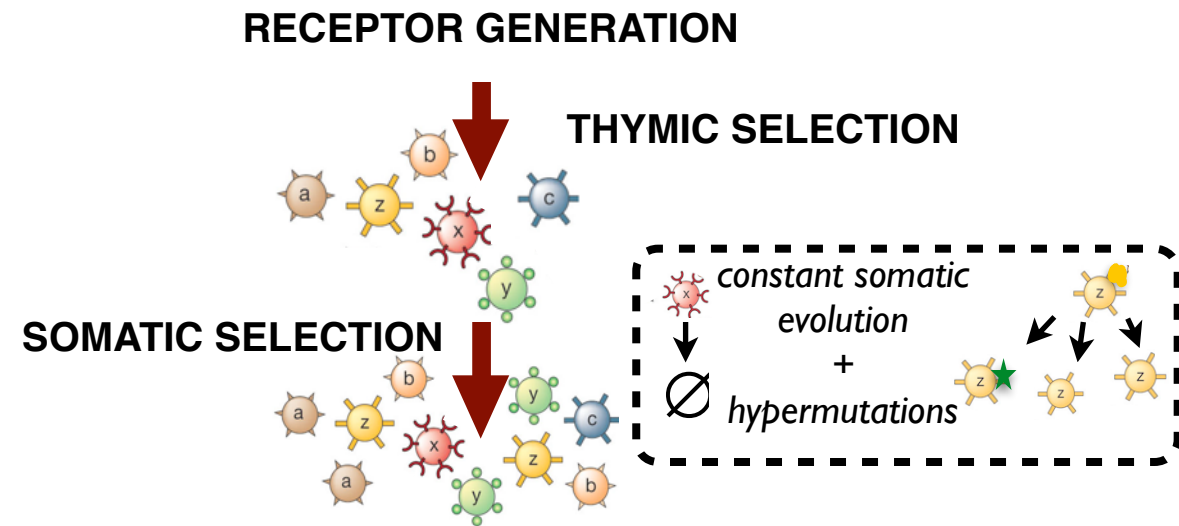 RECEPTOR GENERATION
THYMIC SELECTION
b
a
z
c
x
y
SOMATIC SELECTION
b
y
a
z
c
x
z
a
y
b
x
constant somatic
evolution
+
hypermutations
z
z
z
z